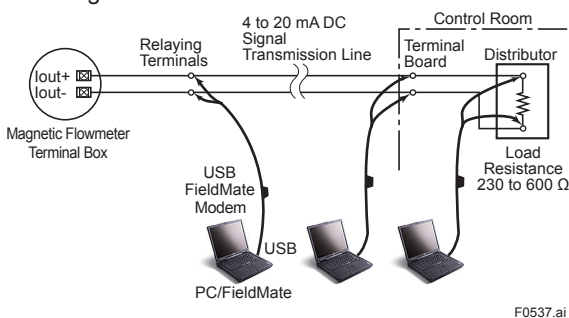 4 to 20 mA DC
Signal
Transmission Line
Control Room
Relaying
Terminals
Terminal
Board
Distributor
Iout+
Iout-
Magnetic Flowmeter
Terminal Box
Load
Resistance
230 to 600 Ω
USB
FieldMate
Modem
USB
PC/FieldMate
F0537.ai